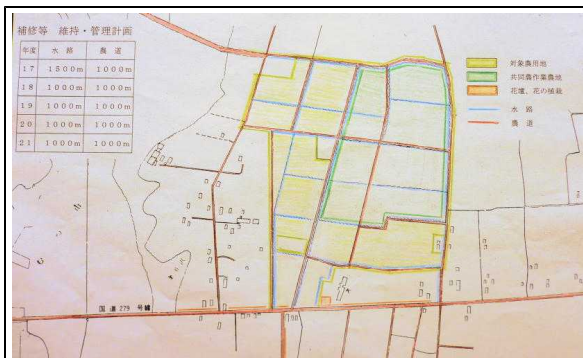 補修等 維持・管理計画
年度 水路 農道
17 1500m 1000m
18 1000m 1000m
19 1000m 1000m
20 1000m 1000m
21 1000m 1000m
対象農用地
共同農作業農地
花壇、花の植栽
水路
農道
国道279号線